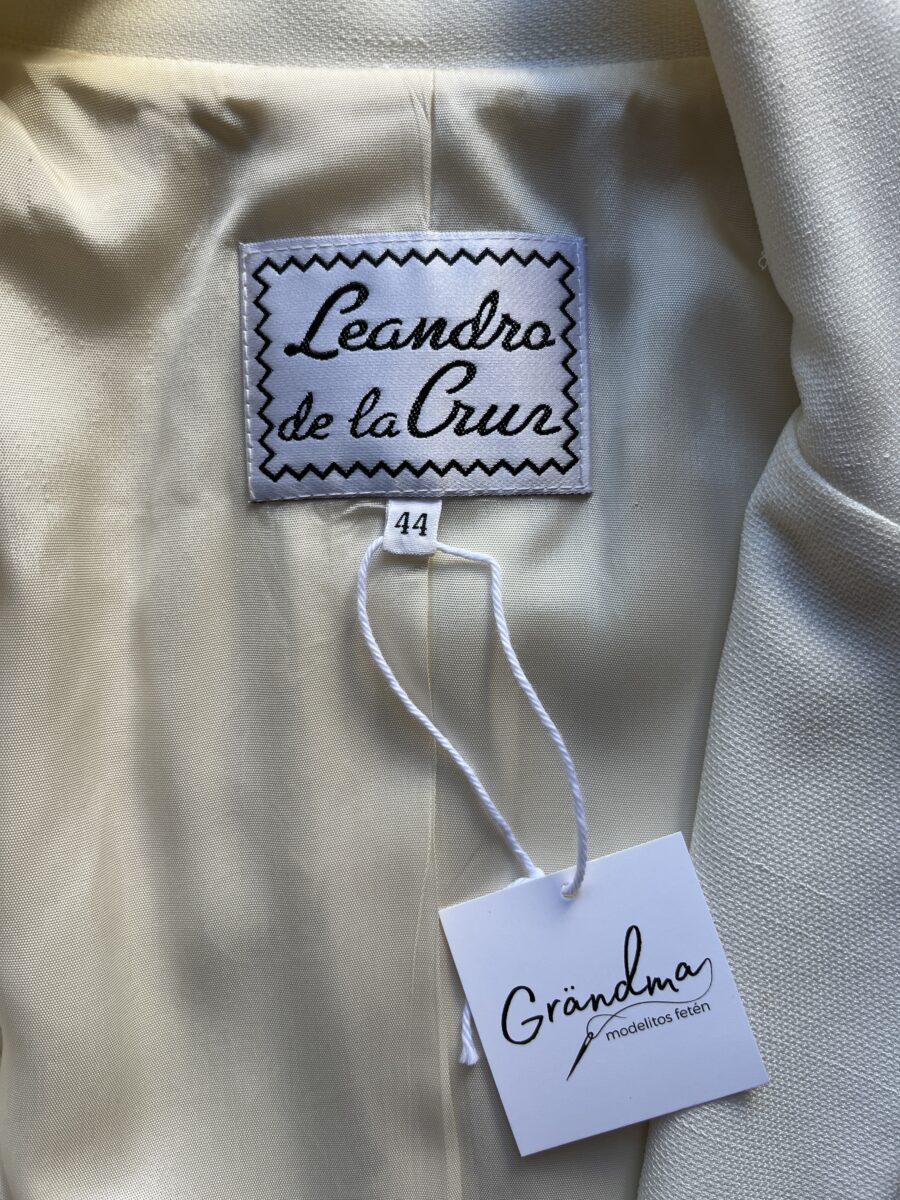 Leandro
de la Cruz
44
Grändma
modelitos fetén